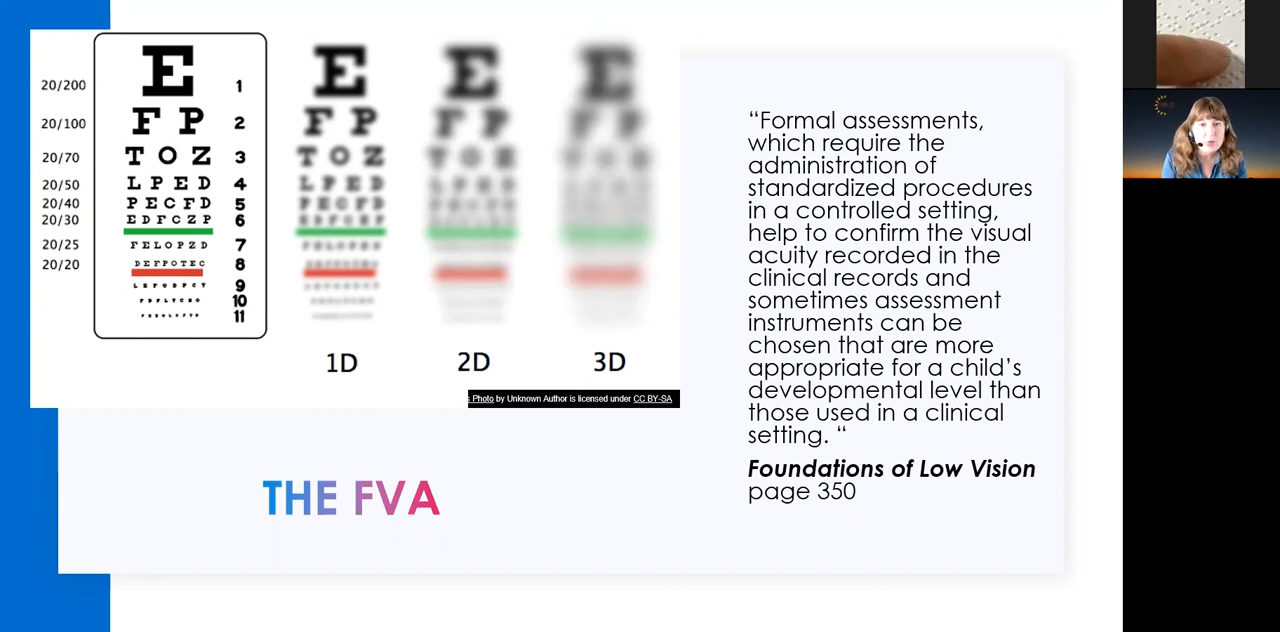 20/200 E 1
20/100 F P 2
20/70 T O Z 3
20/50 L P E D 4
20/40 P E C F D 5
20/30 E D F C Z P 6
20/25 F E L O P Z D 7
20/20 D E F P O T E C 8
L E F O D P C T 9
F D P L T C E O 10
11
E
F P
T O Z
L P E D
P E C F D
E D F C Z P
1D
E
F P
T O Z
L P E D
2D
E
F P
T O Z
3D
Photo by Unknown Author is licensed under CC BY-SA
THE FVA
“Formal assessments,
which require the
administration of
standardized procedures
in a controlled setting,
help to confirm the visual
acuity recorded in the
clinical records and
sometimes assessment
instruments can be
chosen that are more
appropriate for a child’s
developmental level than
those used in a clinical
setting. “
Foundations of Low Vision
page 350